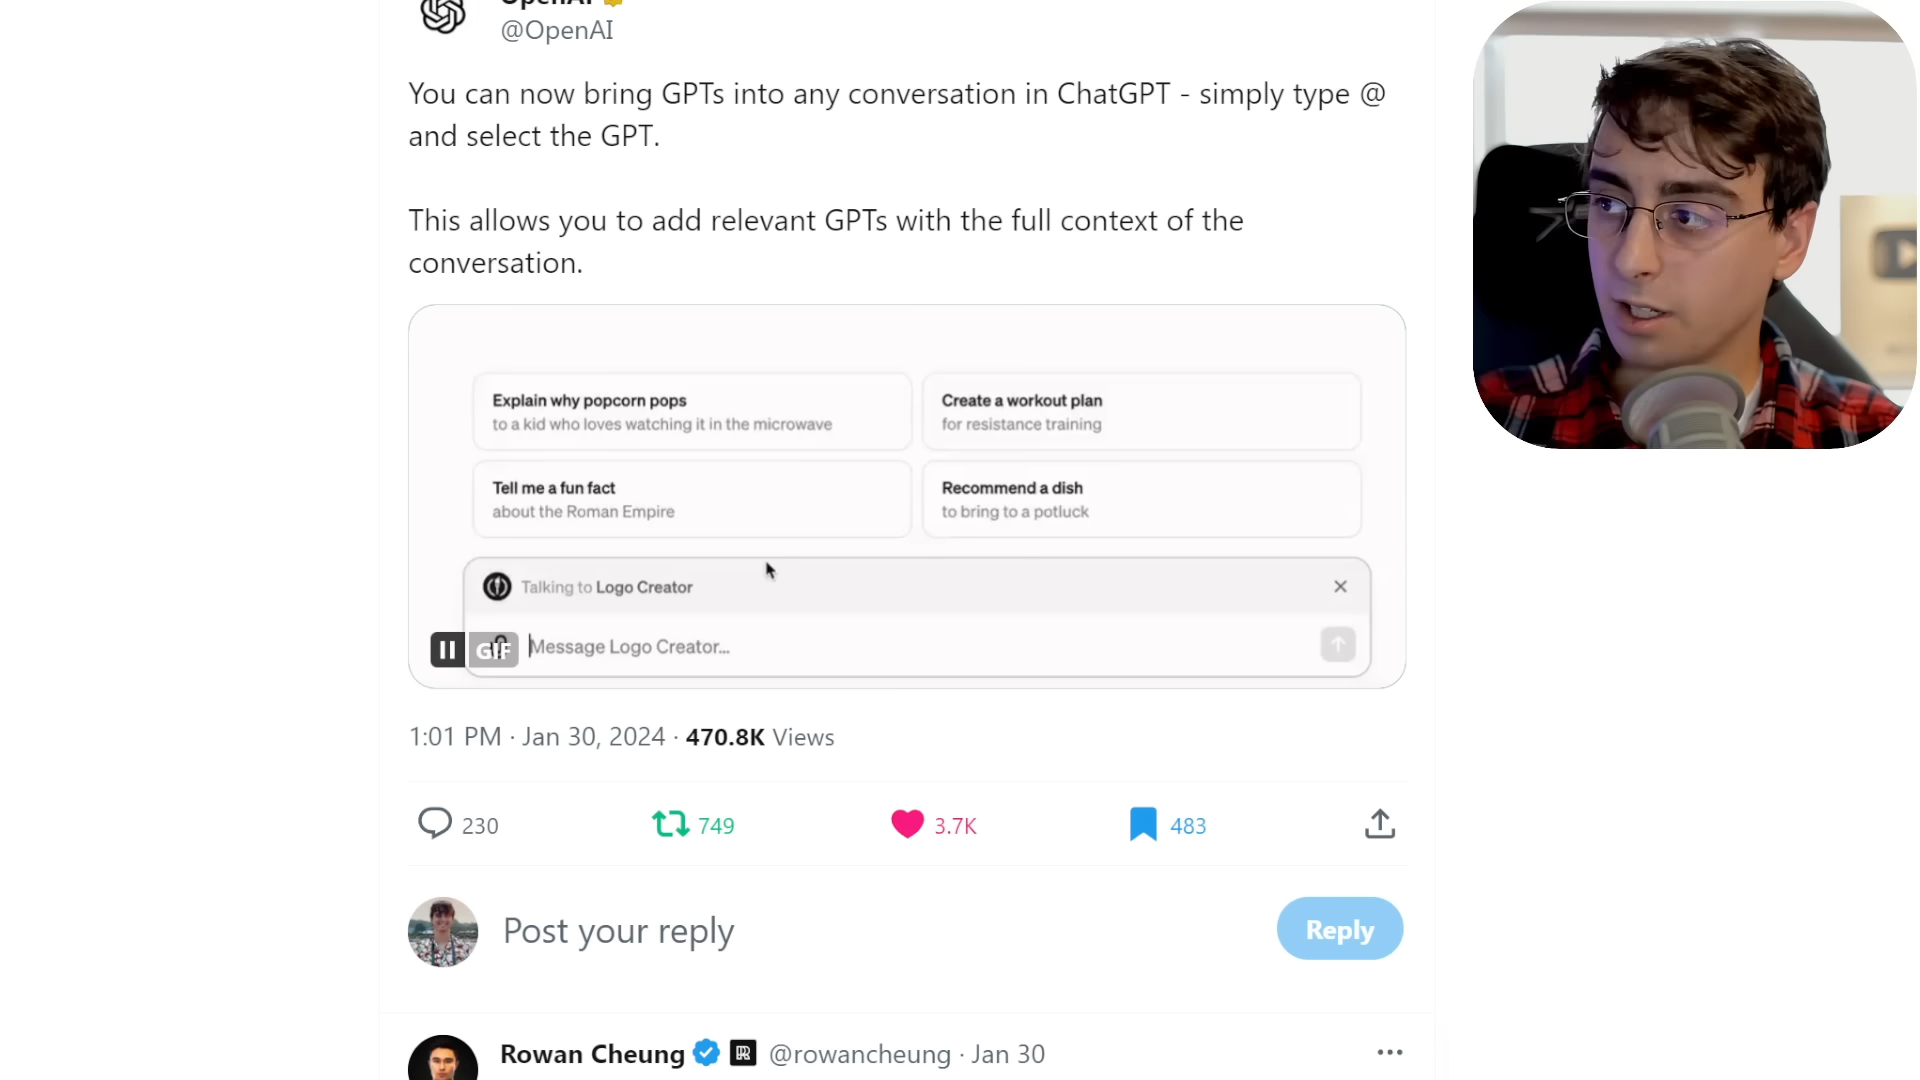 OpenAI
@OpenAI
You can now bring GPTs into any conversation in ChatGPT - simply type @
and select the GPT.
This allows you to add relevant GPTs with the full context of the
conversation.
Explain why popcorn pops
to a kid who loves watching it in the microwave
Create a workout plan
for resistance training
Tell me a fun fact
about the Roman Empire
Recommend a dish
to bring to a potluck
Talking to Logo Creator
GIF
Message Logo Creator...
1:01 PM · Jan 30, 2024 · 470.8K Views
230
749
3.7K
483
Post your reply
Reply
Rowan Cheung @rowancheung · Jan 30